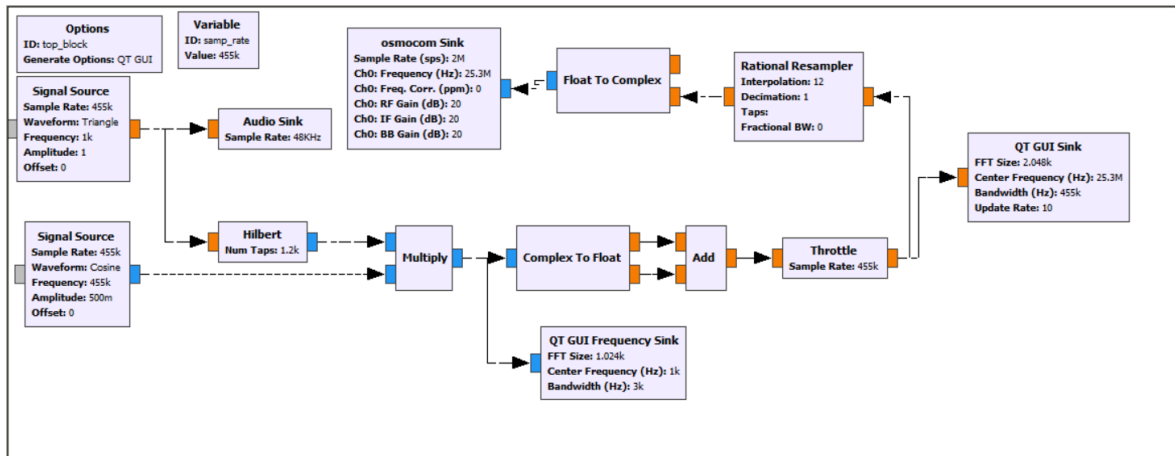 Options
ID: top_block
Generate Options: QT GUI
Variable
ID: samp_rate
Value: 455k
Signal Source
Sample Rate: 455k
Waveform: Triangle
Frequency: 1k
Amplitude: 1
Offset: 0
Audio Sink
Sample Rate: 48KHz
osmocom Sink
Sample Rate (sps): 2M
Ch0: Frequency (Hz): 25.3M
Ch0: Freq. Corr. (ppm): 0
Ch0: RF Gain (dB): 20
Ch0: IF Gain (dB): 20
Ch0: BB Gain (dB): 20
Float To Complex
Rational Resampler
Interpolation: 12
Decimation: 1
Taps:
Fractional BW: 0
QT GUI Sink
FFT Size: 2.048k
Center Frequency (Hz): 25.3M
Bandwidth (Hz): 455k
Update Rate: 10
Signal Source
Sample Rate: 455k
Waveform: Cosine
Frequency: 455k
Amplitude: 500m
Offset: 0
Hilbert
Num Taps: 1.2k
Multiply
Complex To Float
Add
Throttle
Sample Rate: 455k
QT GUI Frequency Sink
FFT Size: 1.024k
Center Frequency (Hz): 1k
Bandwidth (Hz): 3k